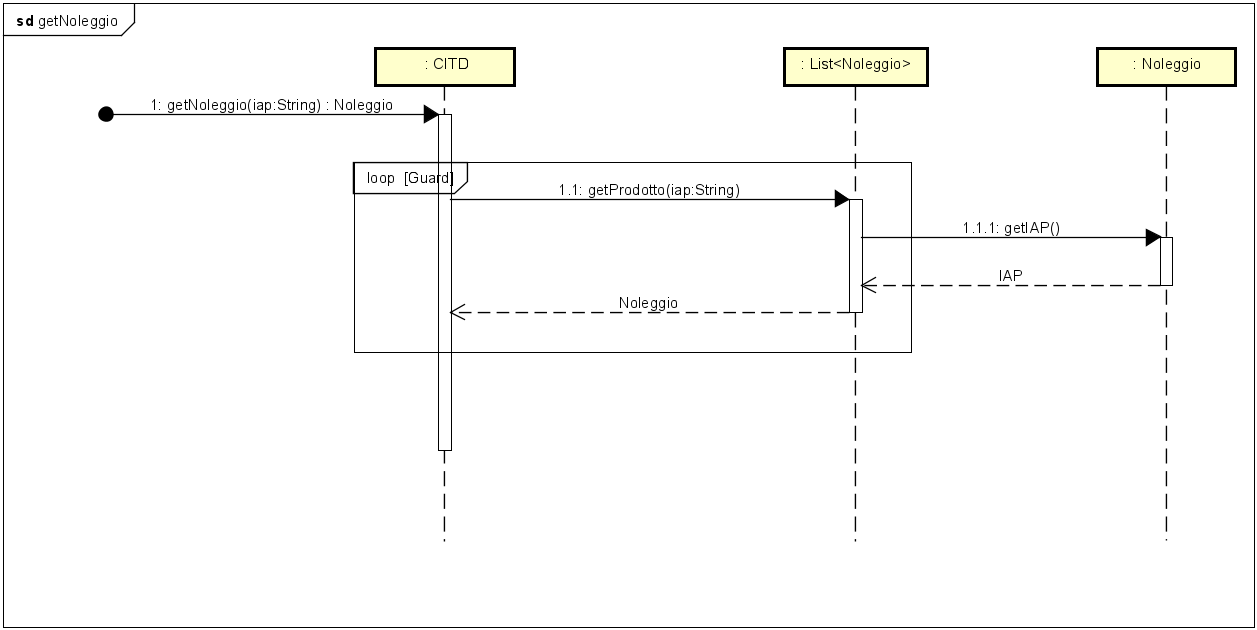 sd getNoleggio
: CITD
: List<Noleggio>
: Noleggio
1: getNoleggio(iap:String) : Noleggio
loop [Guard]
1.1: getProdotto(iap:String)
1.1.1: getIAP()
IAP
Noleggio